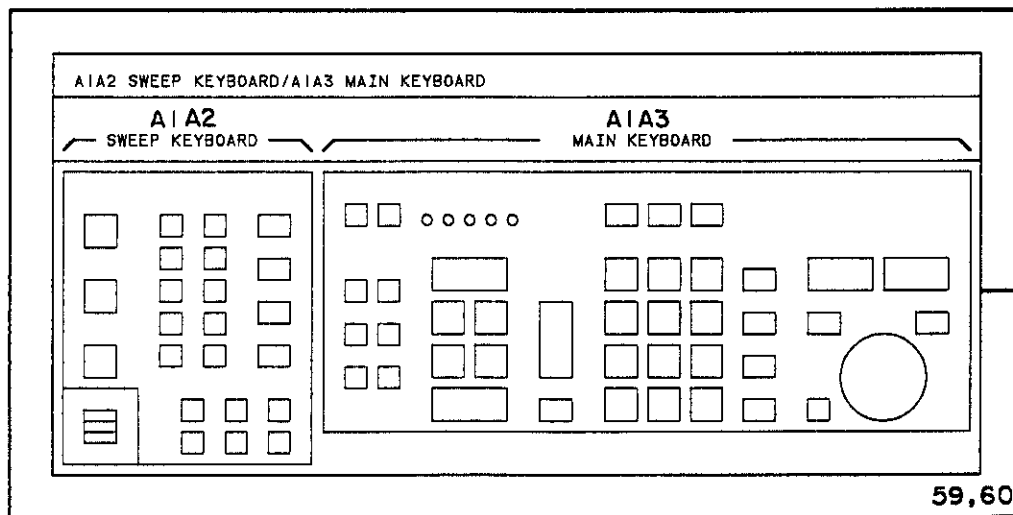 A1A2 SWEEP KEYBOARD/A1A3 MAIN KEYBOARD
A1A2
SWEEP KEYBOARD
A1A3
MAIN KEYBOARD
59,60